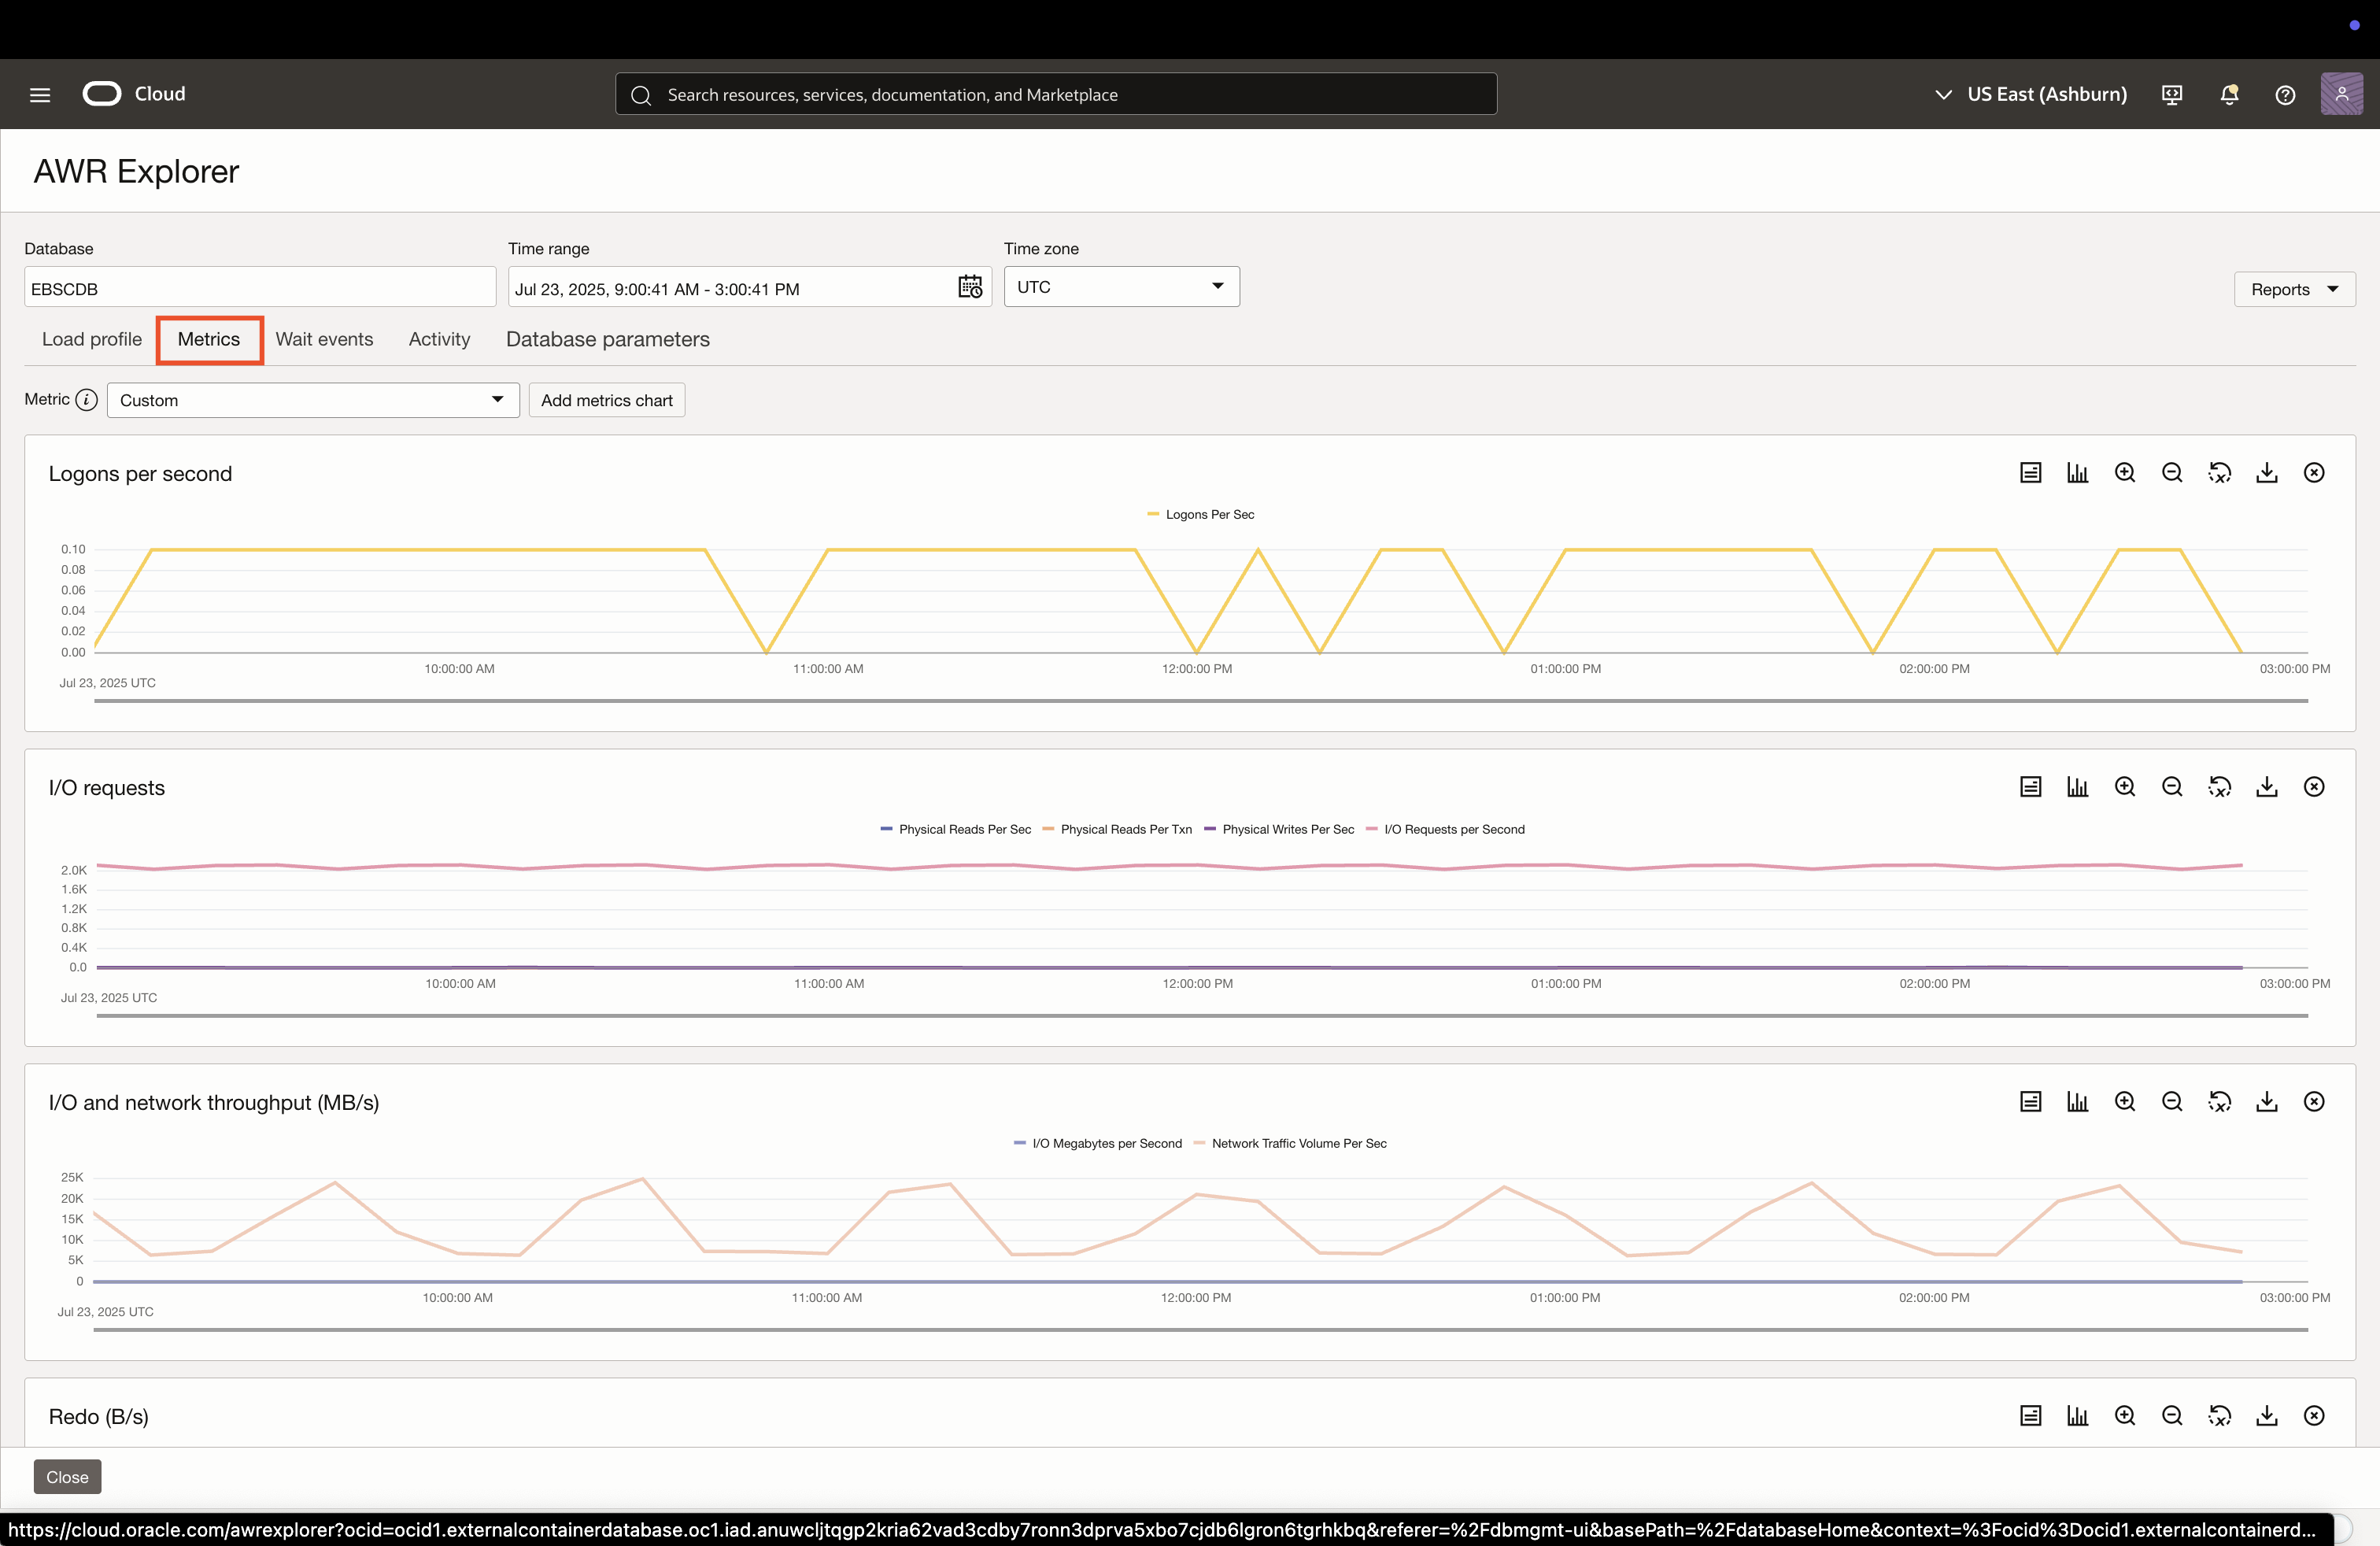 Cloud
Search resources, services, documentation, and Marketplace
US East (Ashburn)
AWR Explorer
Database
Time range
Time zone
EBSCDB
Jul 23, 2025, 9:00:41 AM - 3:00:41 PM
UTC
Reports
Load profile
Metrics
Wait events
Activity
Database parameters
Metric
Custom
Add metrics chart
Logons per second
Logons Per Sec
0.10
0.08
0.06
0.04
0.02
0.00
10:00:00 AM
11:00:00 AM
12:00:00 PM
01:00:00 PM
02:00:00 PM
03:00:00 PM
Jul 23, 2025 UTC
I/O requests
Physical Reads Per Sec
Physical Reads Per Txn
Physical Writes Per Sec
I/O Requests per Second
2.0K
1.6K
1.2K
0.8K
0.4K
0.0
10:00:00 AM
11:00:00 AM
12:00:00 PM
01:00:00 PM
02:00:00 PM
03:00:00 PM
Jul 23, 2025 UTC
I/O and network throughput (MB/s)
I/O Megabytes per Second
Network Traffic Volume Per Sec
25K
20K
15K
10K
5K
0
10:00:00 AM
11:00:00 AM
12:00:00 PM
01:00:00 PM
02:00:00 PM
03:00:00 PM
Jul 23, 2025 UTC
Redo (B/s)
Close
https://cloud.oracle.com/awrexplorer?ocid=ocid1.externalcontainerdatabase.oc1.iad.anuwcljtqgp2kria62vad3cdby7ronn3dprva5xbo7cjdb6lgron6tgrhkbq&referer=%2Fdbmgmt-ui&basePath=%2FdatabaseHome&context=%3Focid%3Docid1.externalcontainerd...